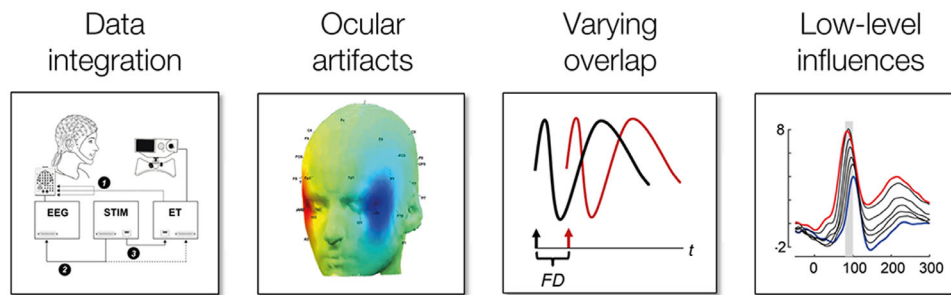 Data
integration
Ocular
artifacts
Varying
overlap
Low-level
influences
1
EEG
STIM
ET
2
3
t
FD
8
-2
0
100
200
300